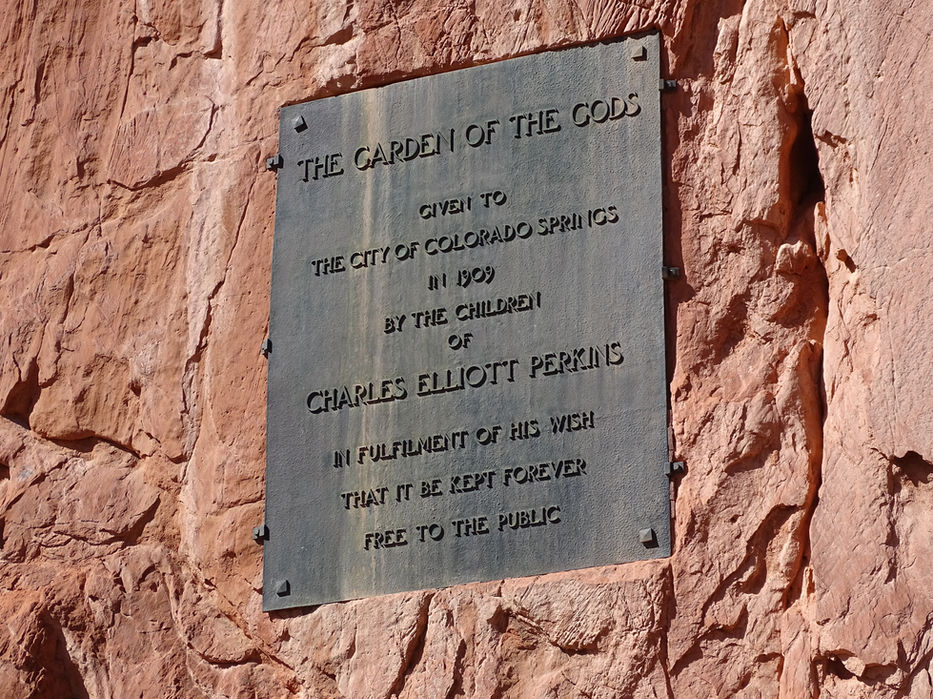 THE GARDEN OF THE GODS
GIVEN TO
THE CITY OF COLORADO SPRINGS
IN 1909
BY THE CHILDREN
OF
CHARLES ELLIOTT PERKINS
IN FULFILMENT OF HIS WISH
THAT IT BE KEPT FOREVER
FREE TO THE PUBLIC